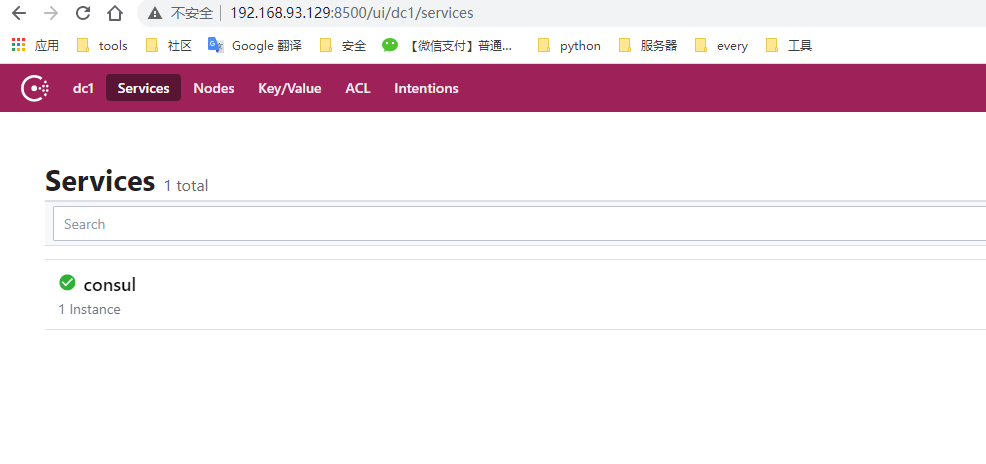 不安全 192.168.93.129:8500/ui/dc1/services
应用 tools 社区 Google 翻译 安全 【微信支付】普通... python 服务器 every 工具
dc1 Services Nodes Key/Value ACL Intentions
Services 1 total
Search
consul
1 Instance